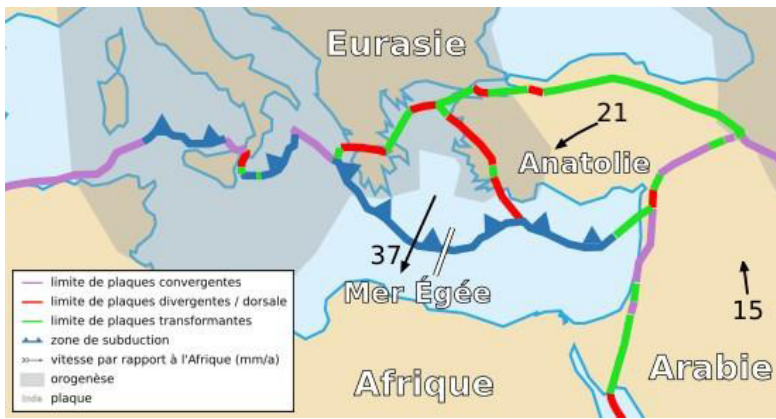 Eurasie
21
Anatolie
37
Mer Égée
15
Afrique
Arabie
limite de plaques convergentes
limite de plaques divergentes / dorsale
limite de plaques transformantes
zone de subduction
vitesse par rapport à l'Afrique (mm/a)
orogenèse
plaque